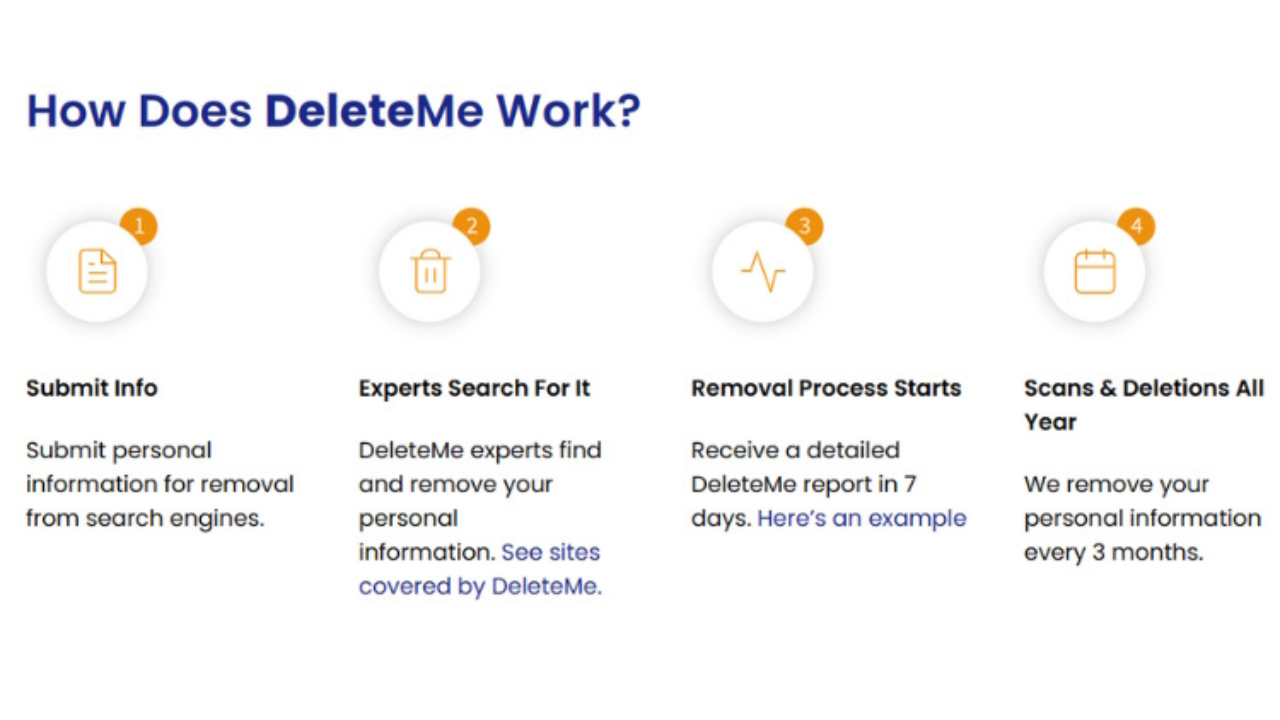 How Does DeleteMe Work?
1
2
3
4
Submit Info
Submit personal
information for removal
from search engines.
Experts Search For It
DeleteMe experts find
and remove your
personal
information. See sites
covered by DeleteMe.
Removal Process Starts
Receive a detailed
DeleteMe report in 7
days. Here’s an example
Scans & Deletions All
Year
We remove your
personal information
every 3 months.